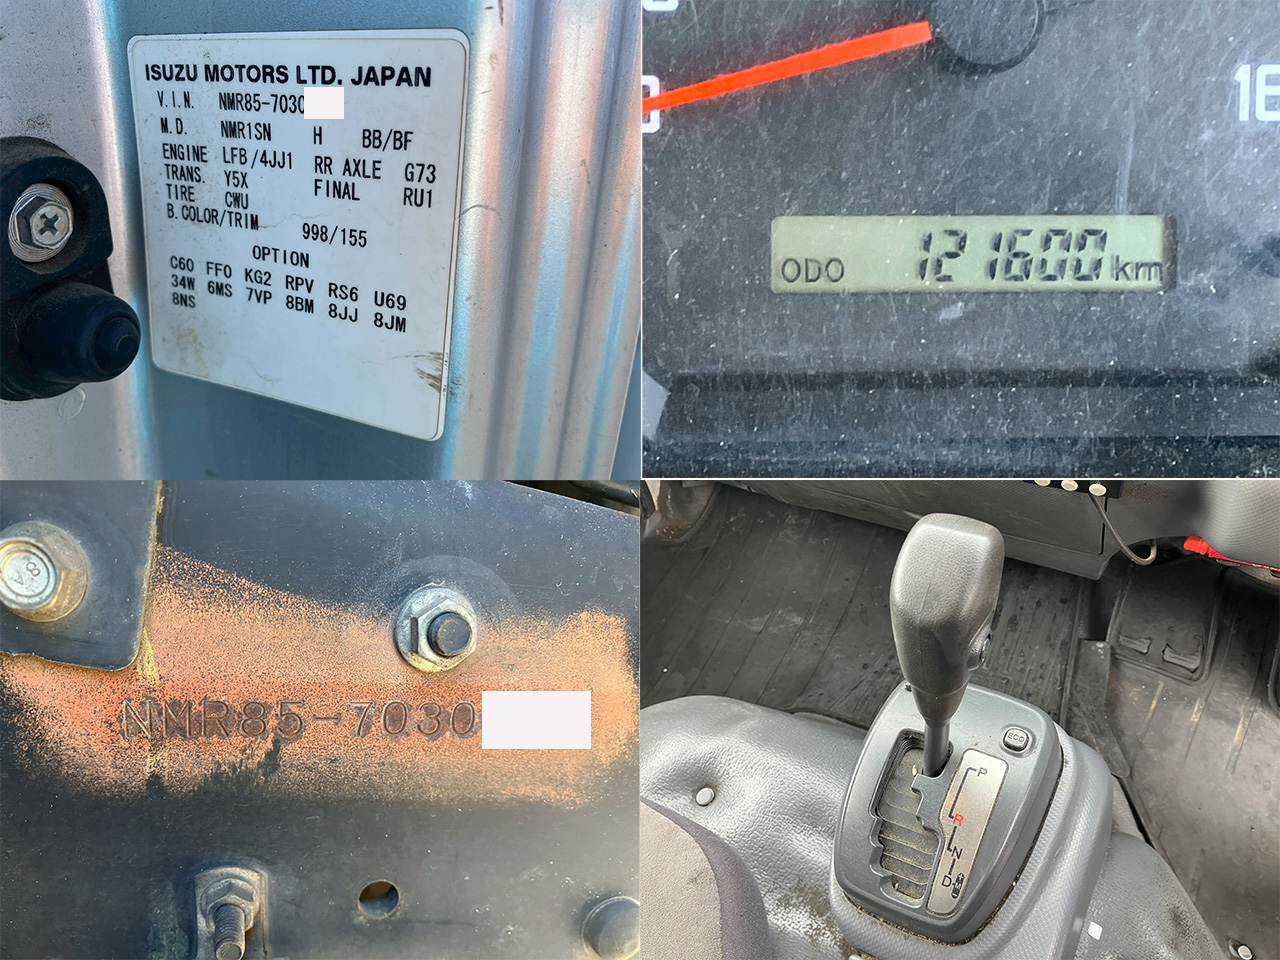 ISUZU MOTORS LTD. JAPAN
V.I.N. NMR85-7030
M.D. NMR1SN H BB/BF
ENGINE LFB/4JJ1 RR AXLE G73
TRANS. Y5X FINAL RU1
TIRE CWU
B.COLOR/TRIM 998/155
OPTION
C60 FFO KG2 RPV RS6 U69
34W 6MS 7VP 8BM 8JJ 8JM
8NS
ODO 121600 km
8A
NMR85-7030
ECO
P
R
N
D